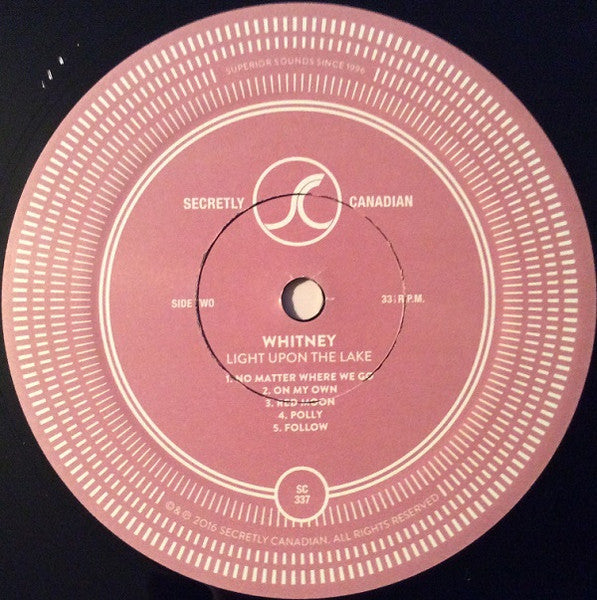 SUPERIOR SOUNDS SINCE 1996
SECRETLY CANADIAN
SIDE TWO 33⅓ R.P.M.
WHITNEY
LIGHT UPON THE LAKE
1. NO MATTER WHERE WE GO
2. ON MY OWN
3. RED MOON
4. POLLY
5. FOLLOW
SC
337
©& ℗ 2016 SECRETLY CANADIAN. ALL RIGHTS RESERVED